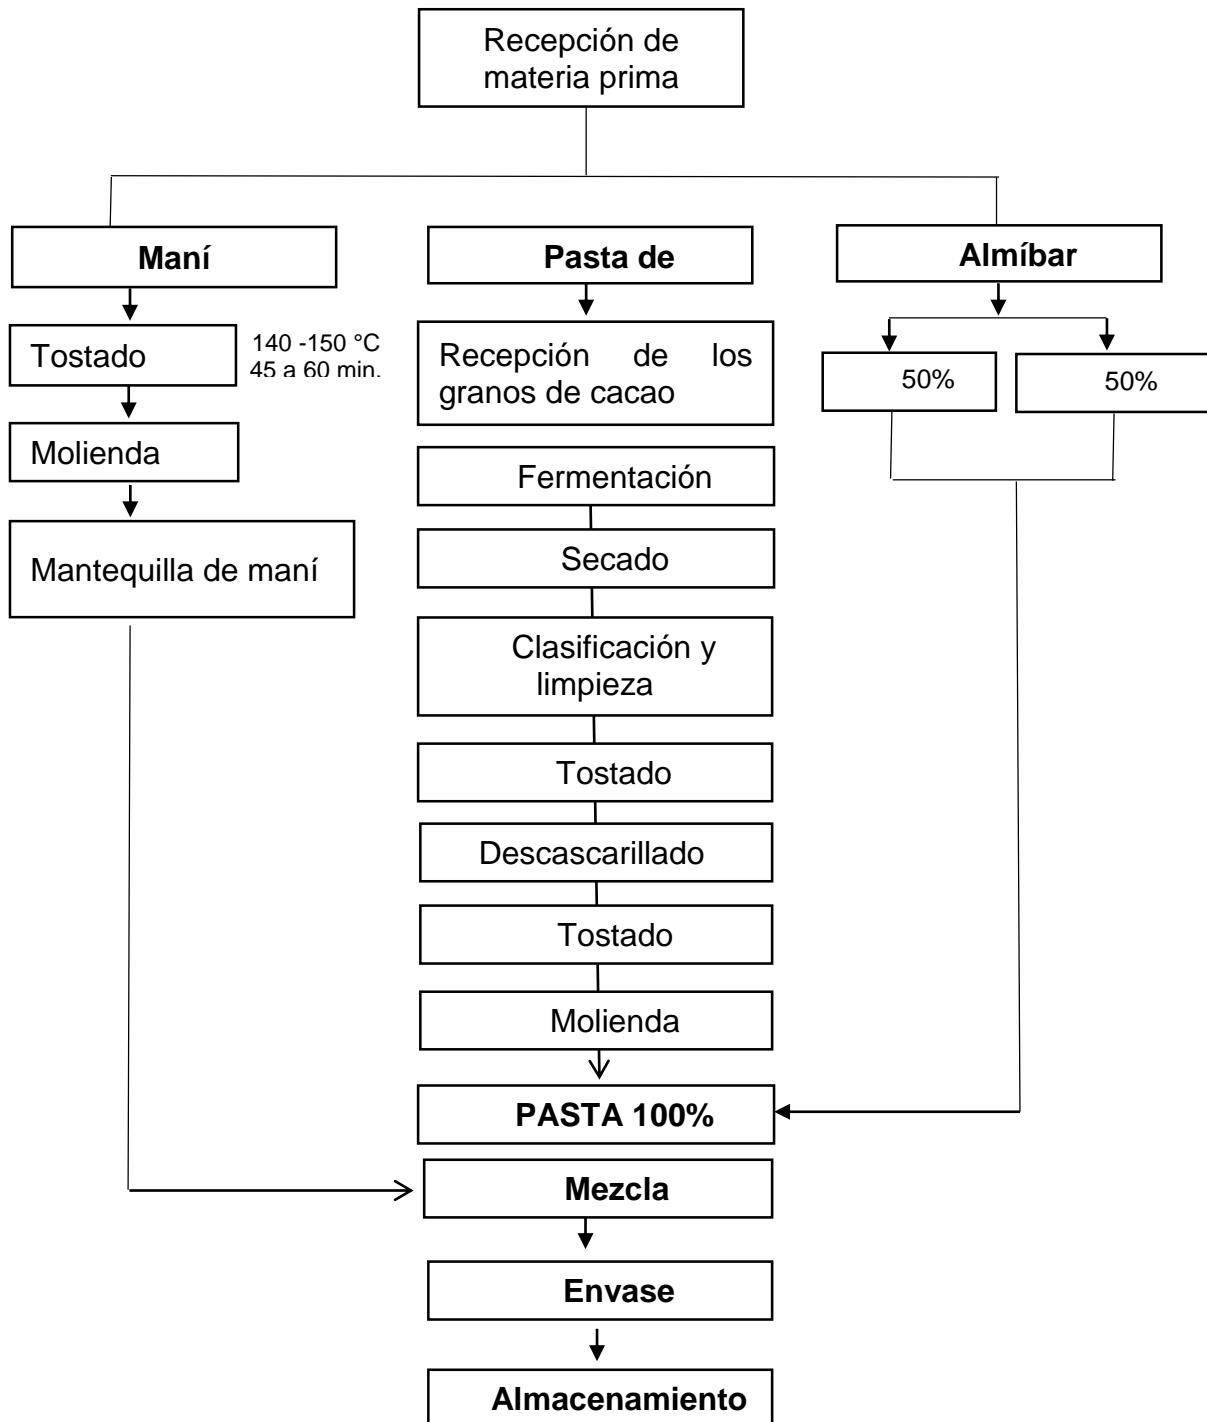 Recepción de
materia prima
Maní
Pasta de
Almíbar
Tostado
140 -150 °C
45 a 60 min.
Recepción de los
granos de cacao
50%
50%
Molienda
Fermentación
Mantequilla de maní
Secado
Clasificación y
limpieza
Tostado
Descascarillado
Tostado
Molienda
PASTA 100%
Mezcla
Envase
Almacenamiento